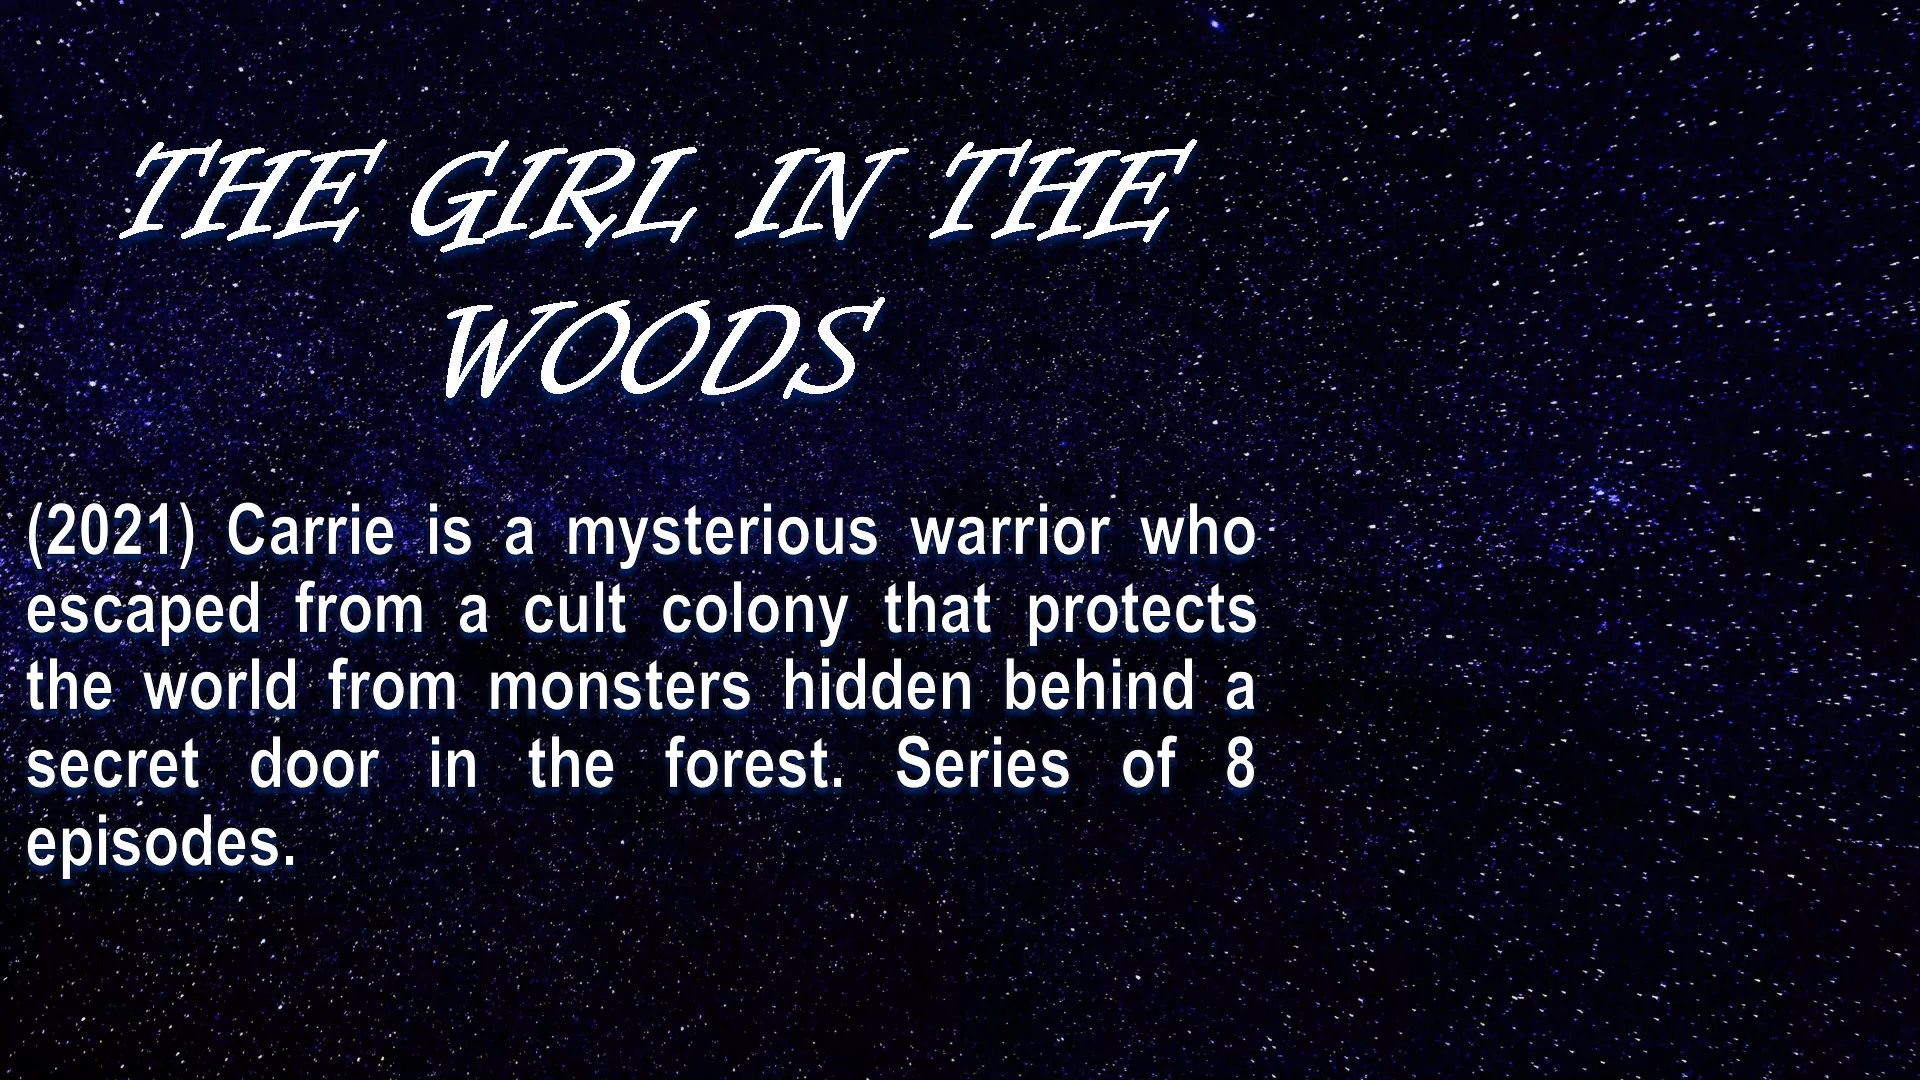 THE GIRL IN THE
WOODS
(2021) Carrie is a mysterious warrior who
escaped from a cult colony that protects
the world from monsters hidden behind a
secret door in the forest. Series of 8
episodes.